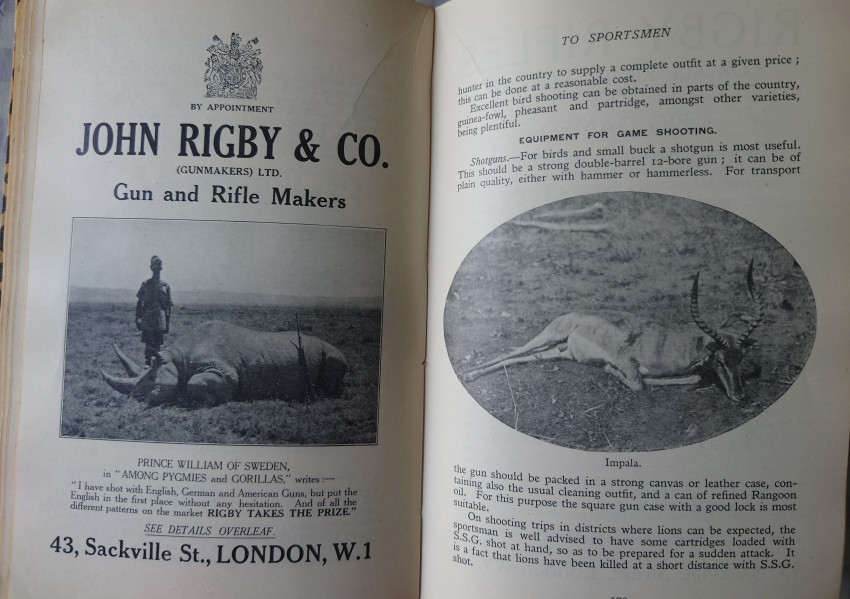 BY APPOINTMENT
JOHN RIGBY & CO.
(GUNMAKERS) LTD.
Gun and Rifle Makers
PRINCE WILLIAM OF SWEDEN,
in "AMONG PYGMIES and GORILLAS," writes:—
"I have shot with English, German and American Guns, but put the
English in the first place without any hesitation. And of all the
different patterns on the market RIGBY TAKES THE PRIZE."
SEE DETAILS OVERLEAF.
43, Sackville St., LONDON, W.1
TO SPORTSMEN
hunter in the country to supply a complete outfit at a given price ;
this can be done at a reasonable cost.
Excellent bird shooting can be obtained in parts of the country,
guinea-fowl, pheasant and partridge, amongst other varieties,
being plentiful.
EQUIPMENT FOR GAME SHOOTING.
Shotguns.—For birds and small buck a shotgun is most useful.
This should be a strong double-barrel 12-bore gun ; it can be of
plain quality, either with hammer or hammerless. For transport
Impala.
the gun should be packed in a strong canvas or leather case, con-
taining also the usual cleaning outfit, and a can of refined Rangoon
oil. For this purpose the square gun case with a good lock is most
suitable.
On shooting trips in districts where lions can be expected, the
sportsman is well advised to have some cartridges loaded with
S.S.G. shot at hand, so as to be prepared for a sudden attack. It
is a fact that lions have been killed at a short distance with S.S.G.
shot.